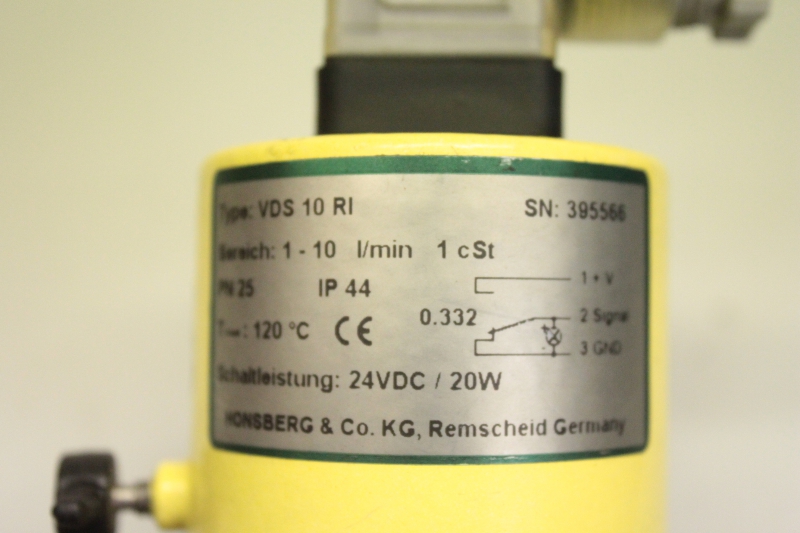 Type: VDS 10 RI SN: 395566
Bereich: 1 - 10 l/min 1 cSt
PN 25 IP 44
1 + V
Tmax: 120 °C CE 0.332
2 Signal
3 GND
Schaltleistung: 24VDC / 20W
HONSBERG & Co. KG, Remscheid Germany